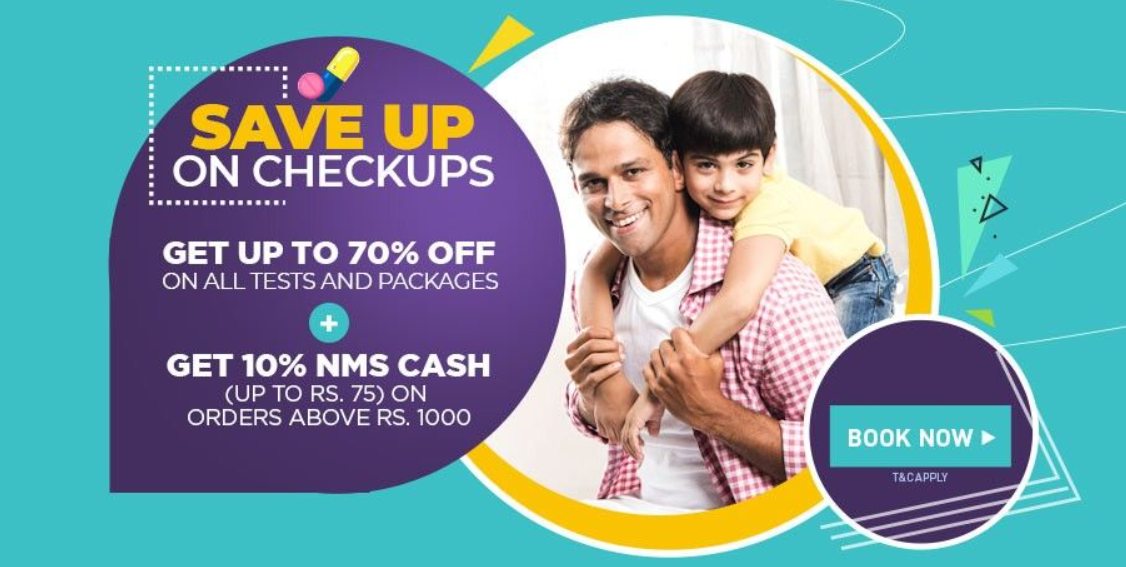 SAVE UP
ON CHECKUPS
GET UP TO 70% OFF
ON ALL TESTS AND PACKAGES
+
GET 10% NMS CASH
(UP TO RS. 75) ON
ORDERS ABOVE RS. 1000
BOOK NOW ►
T&CAPPLY